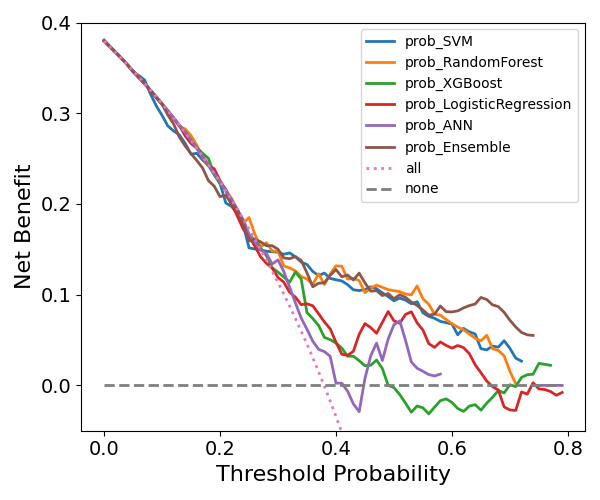 0.4
0.3
0.2
0.1
0.0
Net Benefit
prob_SVM
prob_RandomForest
prob_XGBoost
prob_LogisticRegression
prob_ANN
prob_Ensemble
all
none
0.0 0.2 0.4 0.6 0.8
Threshold Probability